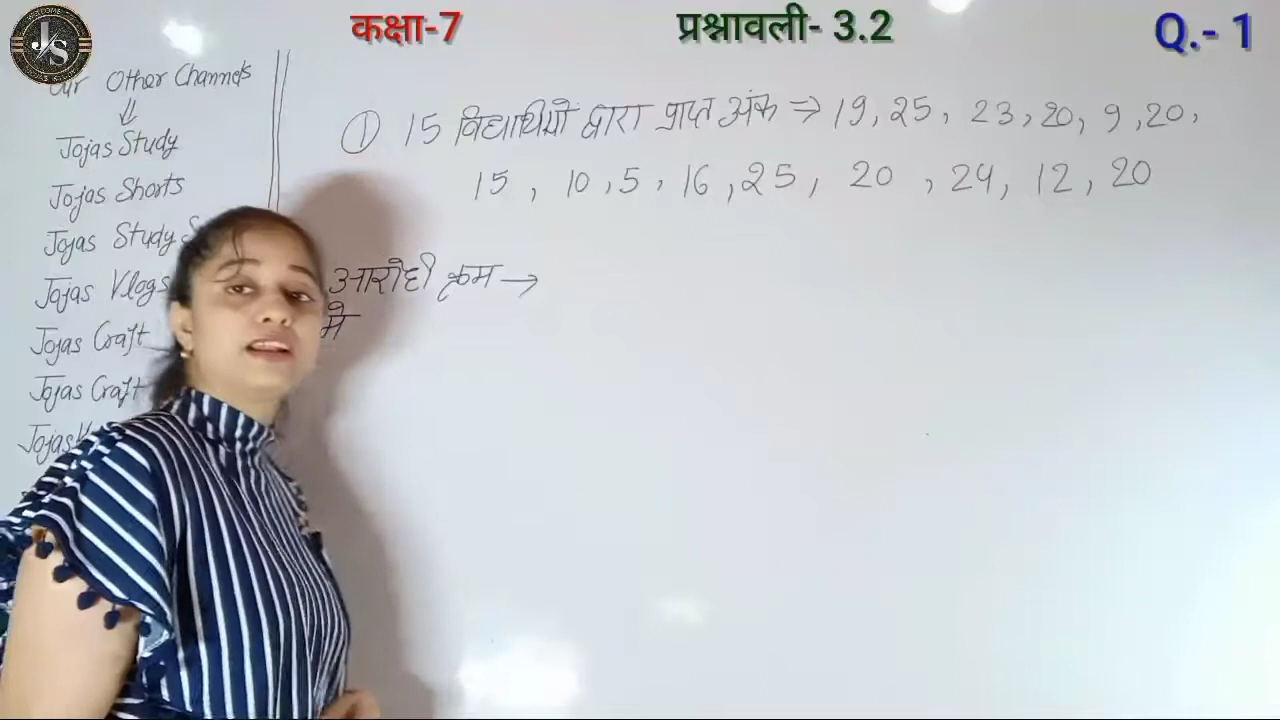 WELCOME
J/S
कक्षा-7
प्रश्नावली- 3.2
Q.- 1
Our Other Channels
⇓
Jojas Study
Jojas Shorts
Jojas Study
Jojas Vlogs
Jojas Craft
Jojas Craft
Jojas
① 15 विद्यार्थियों द्वारा प्राप्त अंक ⇒ 19, 25, 23, 20, 9, 20,
15, 10, 5, 16, 25, 20, 24, 12, 20
आरोही क्रम →
में